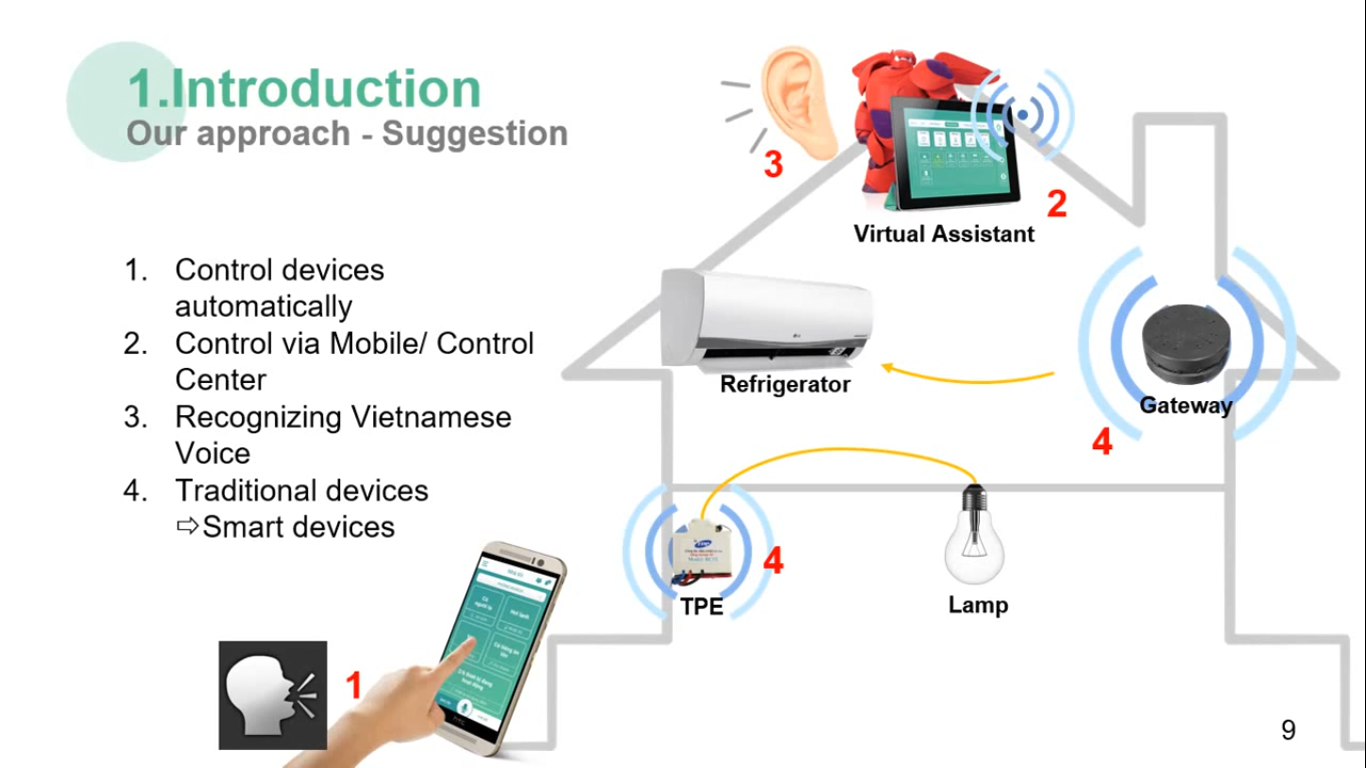 1.Introduction
Our approach - Suggestion
1. Control devices
automatically
2. Control via Mobile/ Control
Center
3. Recognizing Vietnamese
Voice
4. Traditional devices
⇨Smart devices
3
2
Virtual Assistant
Refrigerator
Gateway
4
4
TPE
Lamp
1
9